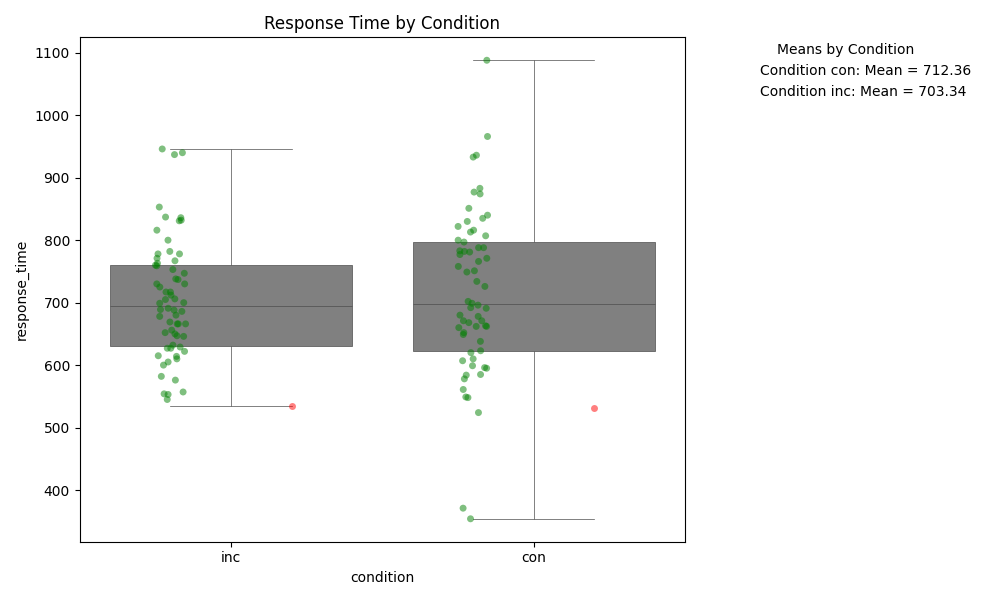 Response Time by Condition
Means by Condition
Condition con: Mean = 712.36
Condition inc: Mean = 703.34
response_time
1100
1000
900
800
700
600
500
400
inc con
condition